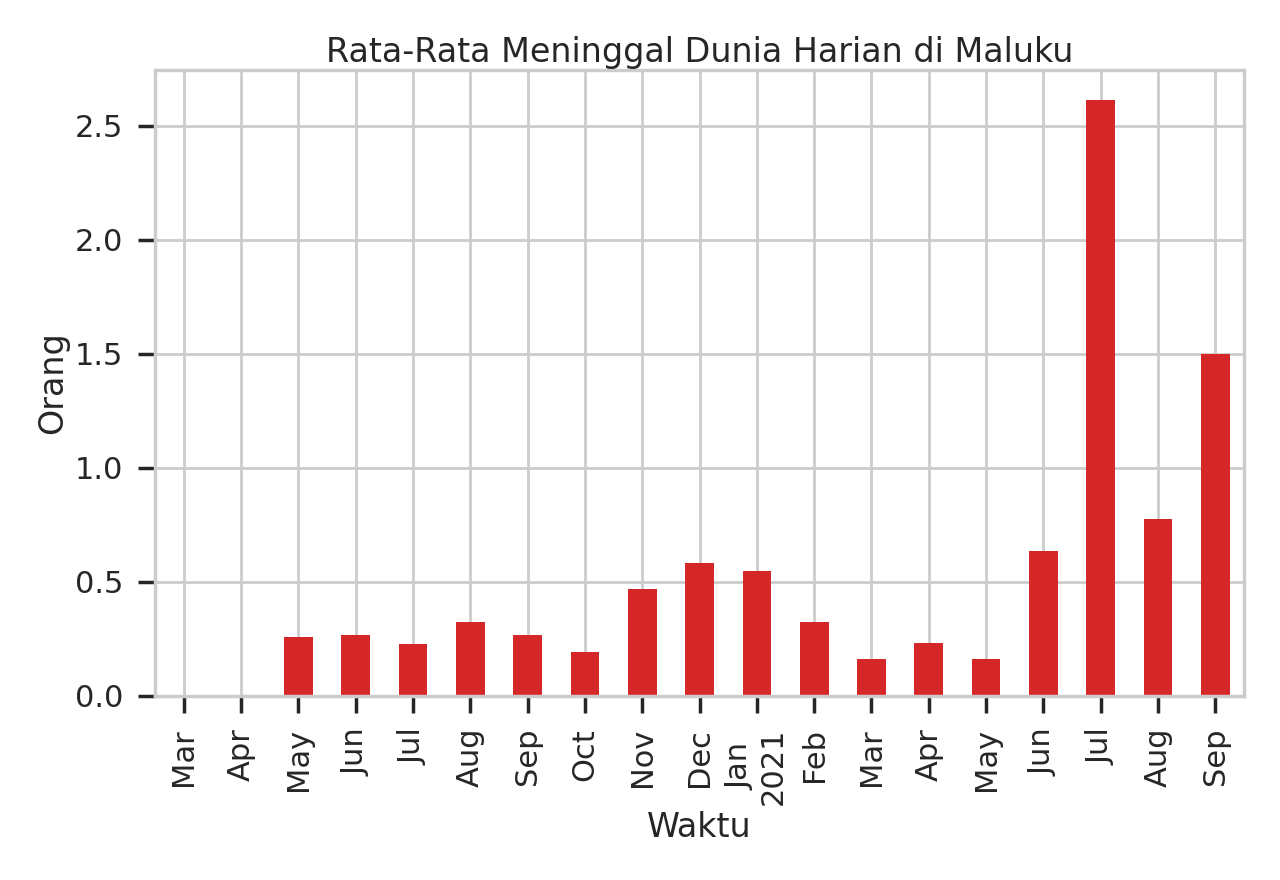 Rata-Rata Meninggal Dunia Harian di Maluku
Orang
2.5
2.0
1.5
1.0
0.5
0.0
Mar
Apr
May
Jun
Jul
Aug
Sep
Oct
Nov
Dec
Jan
2021
Feb
Mar
Apr
May
Jun
Jul
Aug
Sep
Waktu